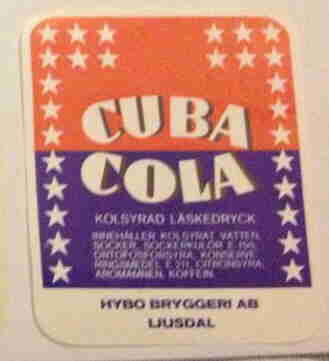 CUBA
COLA
KOLSYRAD LÄSKEDRYCK
INNEHÅLLER KOLSYRAT VATTEN,
SOCKER, SOCKERKULÖR E 150,
ORTOFOSFORSYRA, KONSERVE-
RINGSMEDEL E 211, CITRONSYRA,
AROMÄMNEN, KOFFEIN.
HYBO BRYGGERI AB
LJUSDAL